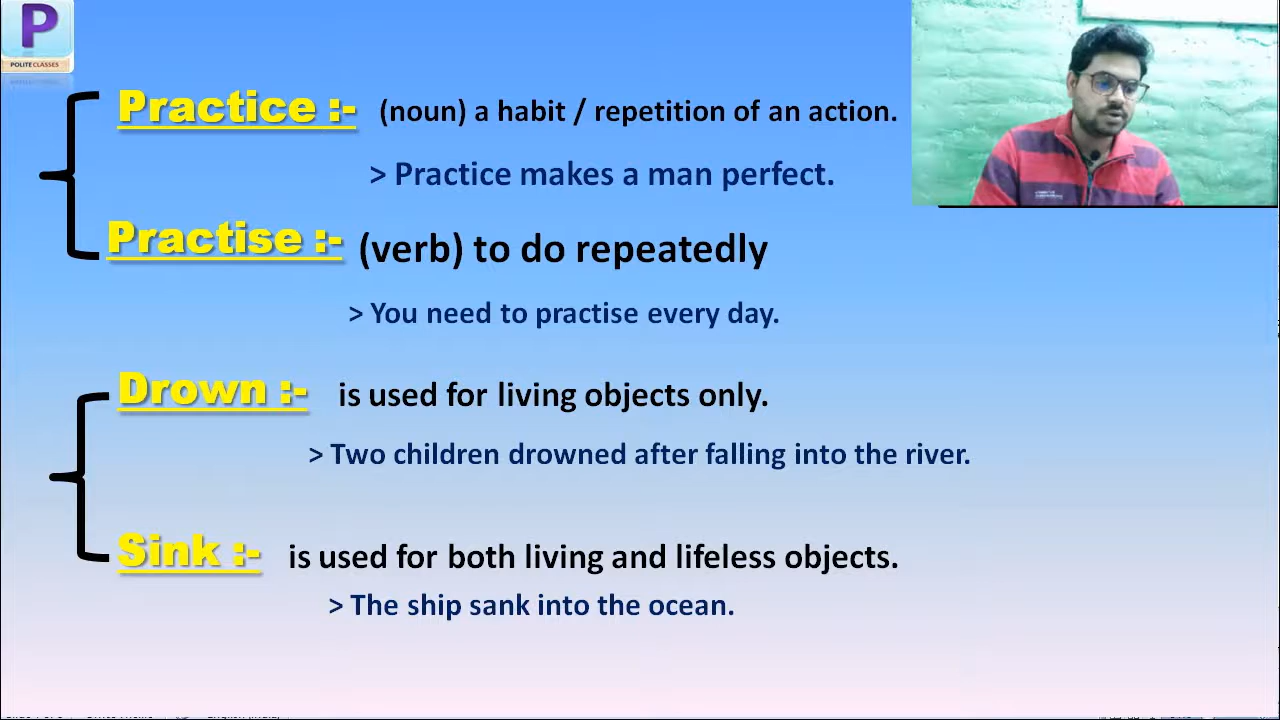 P
POLITE CLASSES
Practice :- (noun) a habit / repetition of an action.
> Practice makes a man perfect.
Practise :- (verb) to do repeatedly
> You need to practise every day.
Drown :- is used for living objects only.
> Two children drowned after falling into the river.
Sink :- is used for both living and lifeless objects.
> The ship sank into the ocean.